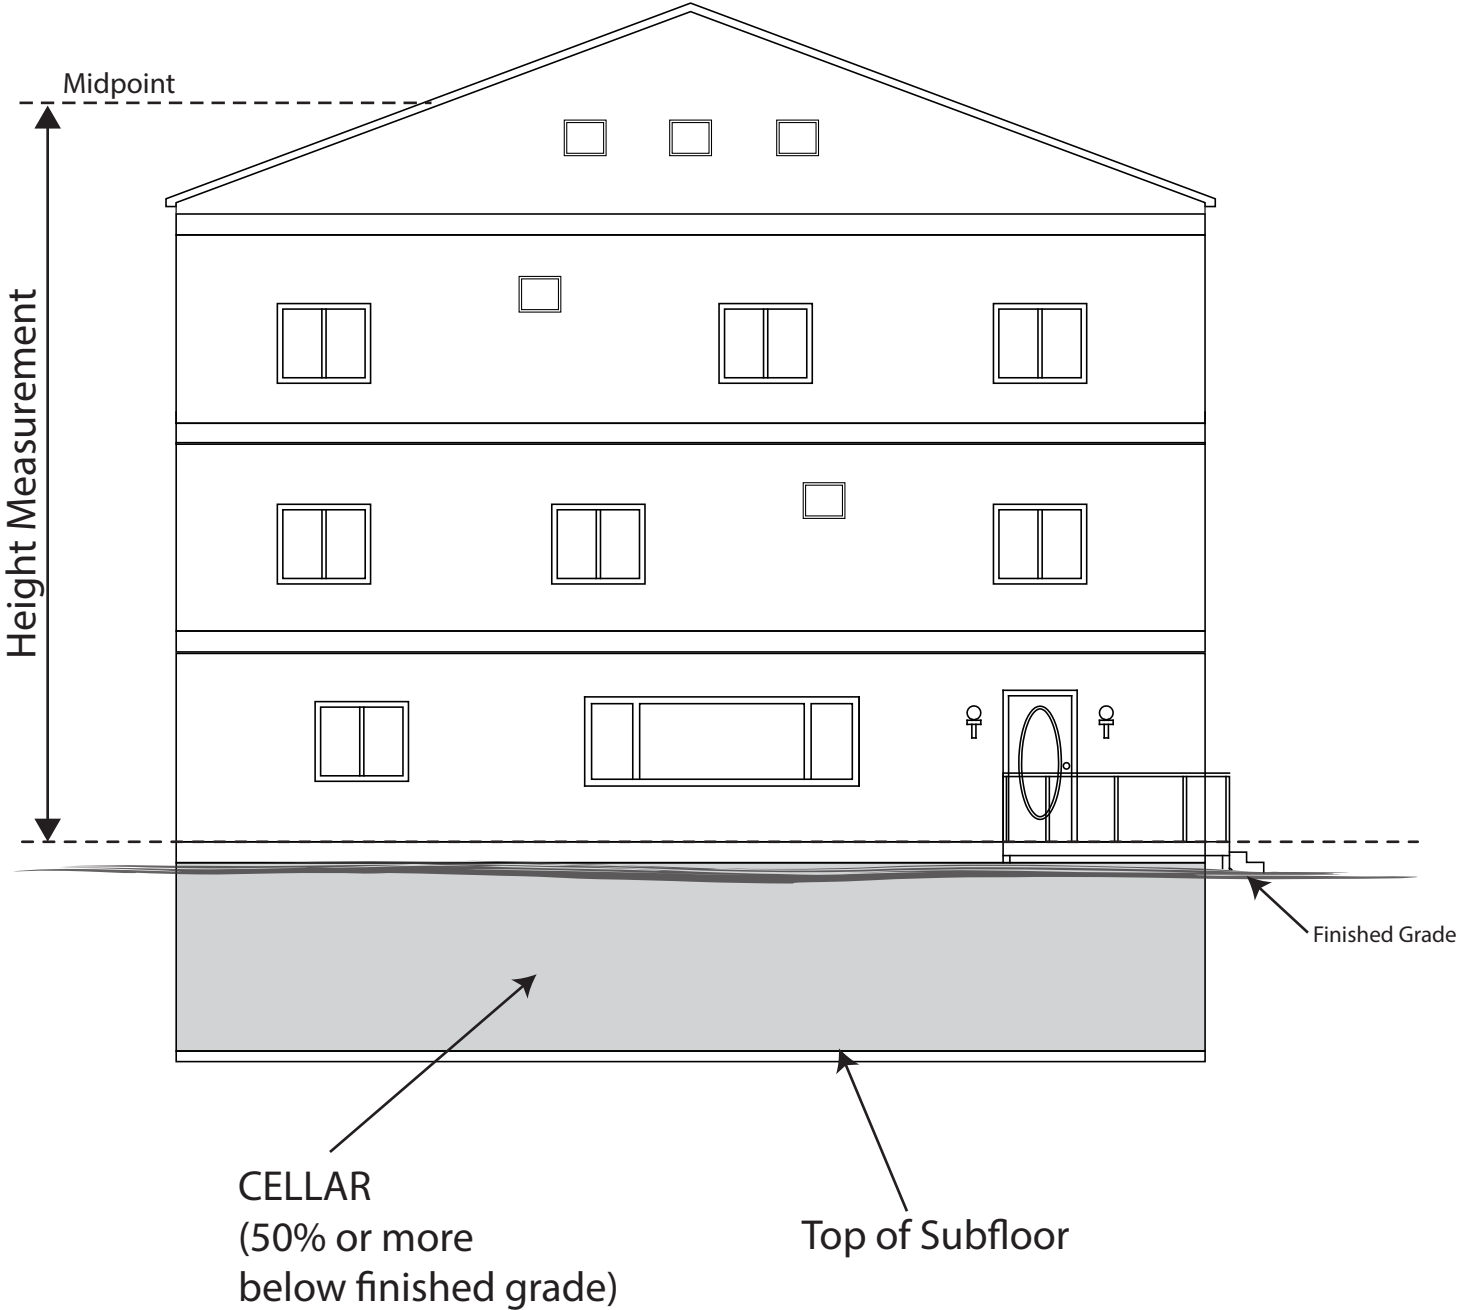 Midpoint
Height Measurement
Finished Grade
CELLAR
(50% or more
below finished grade)
Top of Subfloor